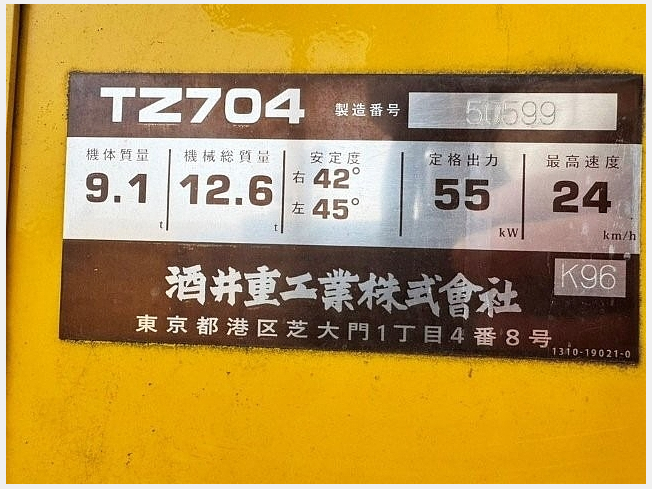 TZ704 製造番号 50599
機体質量 機械総質量 安定度 定格出力 最高速度
9.1 t 12.6 t 右 42° 左 45° 55 kW 24 km/h
K96
酒井重工業株式會社
東京都港区芝大門1丁目4番8号
1310-19021-0